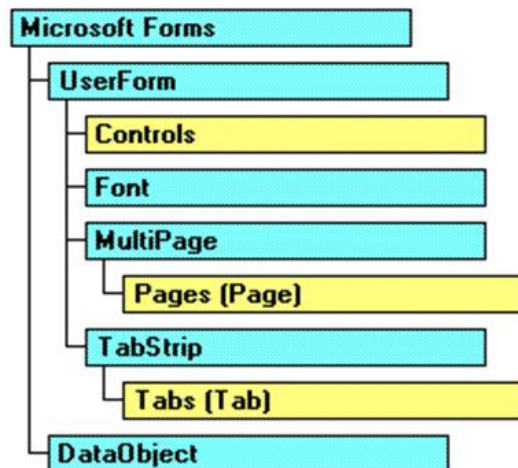 Microsoft Forms
UserForm
Controls
Font
MultiPage
Pages (Page)
TabStrip
Tabs (Tab)
DataObject